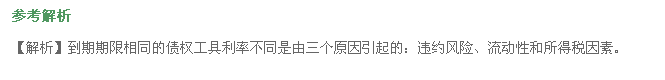 参考解析
【解析】到期期限相同的债权工具利率不同是由三个原因引起的：违约风险、流动性和所得税因素。